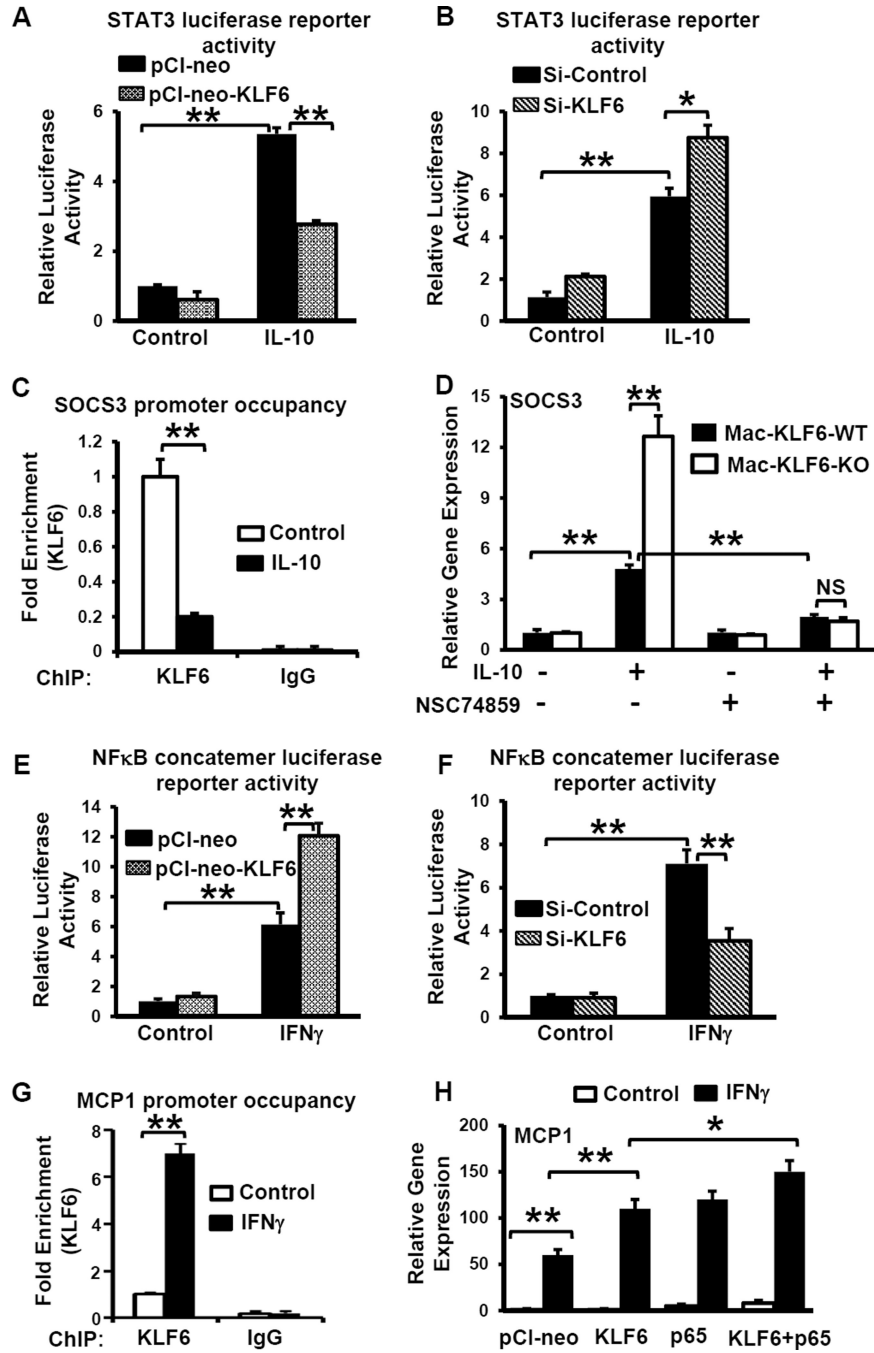 A
STAT3 luciferase reporter
activity
pCI-neo
pCI-neo-KLF6
Relative Luciferase
Activity
6
4
2
0
**
**
Control
IL-10
B
STAT3 luciferase reporter
activity
Si-Control
Si-KLF6
Relative Luciferase
Activity
10
8
6
4
2
0
**
*
Control
IL-10
C
SOCS3 promoter occupancy
Fold Enrichment
(KLF6)
1.2
1
0.8
0.6
0.4
0.2
0
**
Control
IL-10
ChIP:
KLF6
IgG
D
SOCS3
Relative Gene Expression
15
12
9
6
3
0
**
**
**
NS
Mac-KLF6-WT
Mac-KLF6-KO
IL-10 - + - +
NSC74859 - - + +
E
NFκB concatemer luciferase
reporter activity
pCI-neo
pCI-neo-KLF6
Relative Luciferase
Activity
14
12
10
8
6
4
2
0
**
**
Control
IFNγ
F
NFκB concatemer luciferase
reporter activity
Si-Control
Si-KLF6
Relative Luciferase
Activity
10
8
6
4
2
0
**
**
Control
IFNγ
G
MCP1 promoter occupancy
Fold Enrichment
(KLF6)
8
6
4
2
0
**
Control
IFNγ
ChIP:
KLF6
IgG
H
Control
IFNγ
MCP1
Relative Gene
Expression
200
150
100
50
0
**
**
*
pCI-neo
KLF6
p65
KLF6+p65